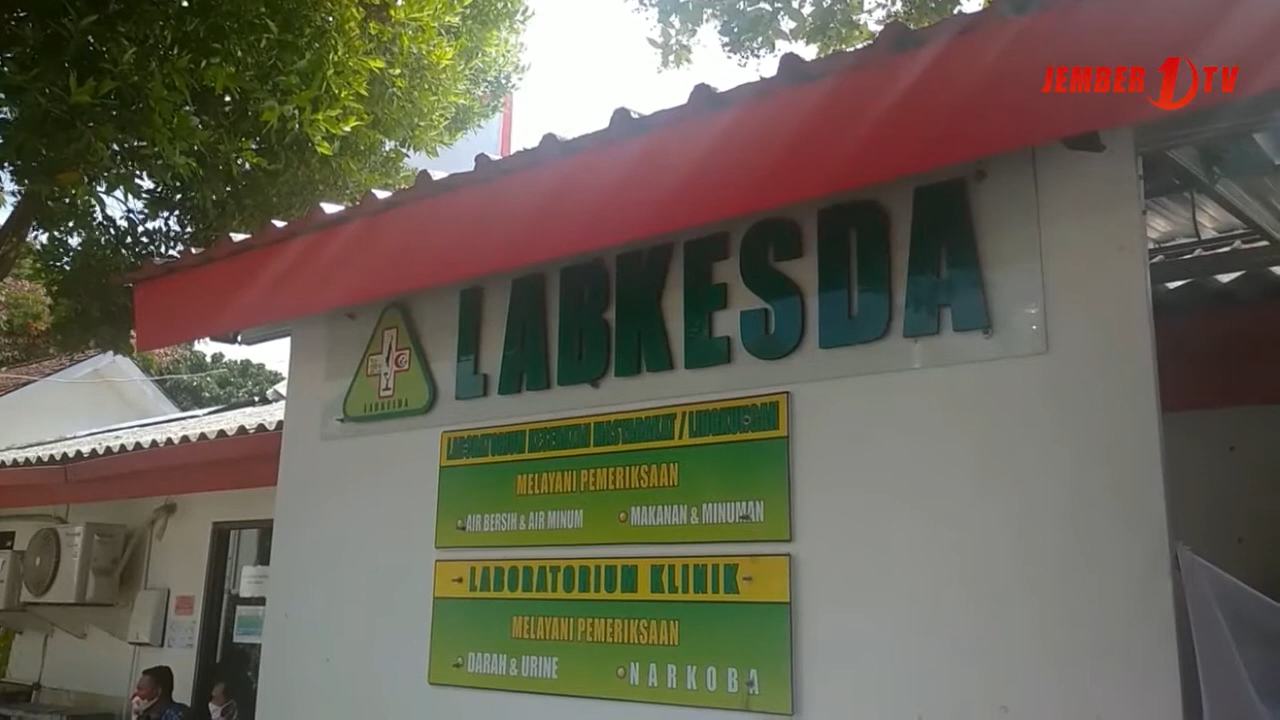 JEMBER 1 TV
LABKESDA
LABKESDA
LABORATORIUM KESEHATAN MASYARAKAT / LINGKUNGAN
MELAYANI PEMERIKSAAN
AIR BERSIH & AIR MINUM
MAKANAN & MINUMAN
LABORATORIUM KLINIK
MELAYANI PEMERIKSAAN
DARAH & URINE
NARKOBA